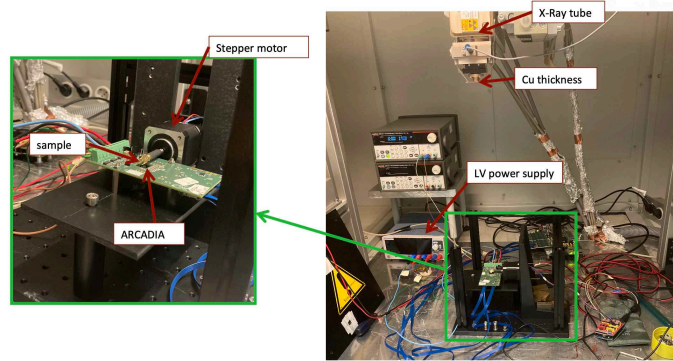 Stepper motor
sample
ARCADIA
X-Ray tube
Cu thickness
LV power supply